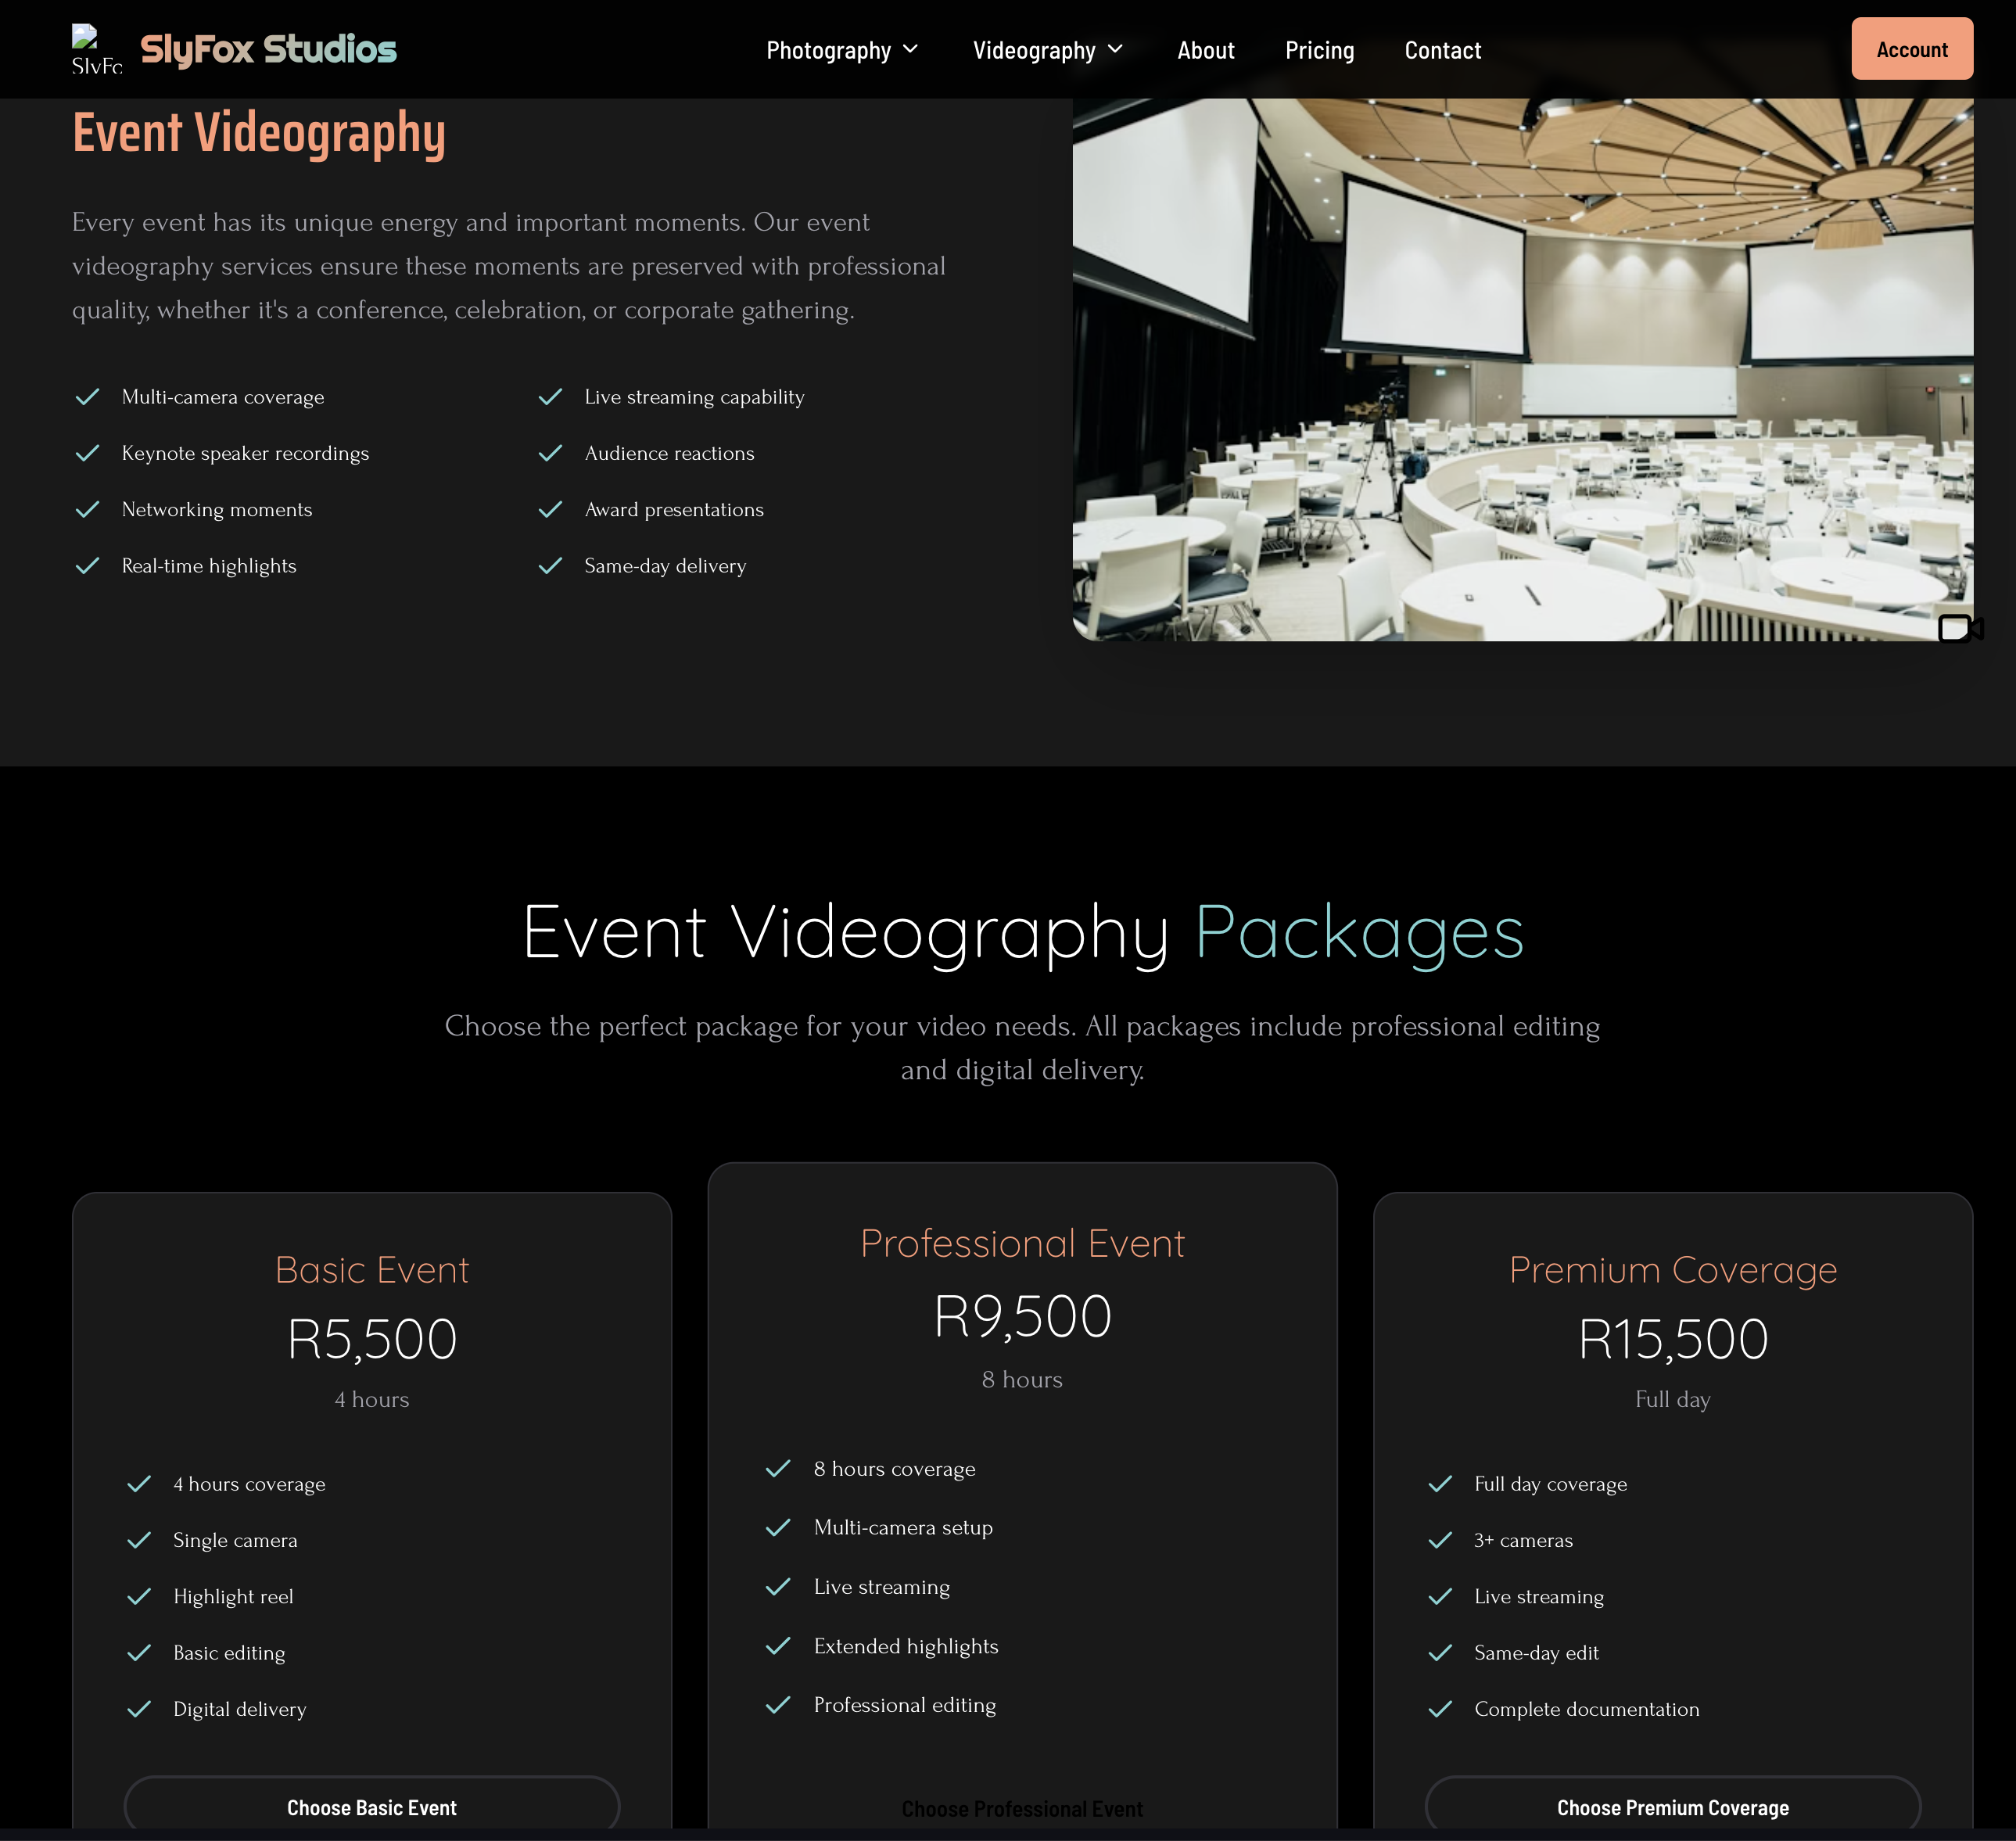 SlyFox Studios
Photography
Videography
About
Pricing
Contact
Account
Event Videography
Every event has its unique energy and important moments. Our event
videography services ensure these moments are preserved with professional
quality, whether it's a conference, celebration, or corporate gathering.
Multi-camera coverage
Live streaming capability
Keynote speaker recordings
Audience reactions
Networking moments
Award presentations
Real-time highlights
Same-day delivery
Event Videography Packages
Choose the perfect package for your video needs. All packages include professional editing
and digital delivery.
Basic Event
R5,500
4 hours
4 hours coverage
Single camera
Highlight reel
Basic editing
Digital delivery
Choose Basic Event
Professional Event
R9,500
8 hours
8 hours coverage
Multi-camera setup
Live streaming
Extended highlights
Professional editing
Choose Professional Event
Premium Coverage
R15,500
Full day
Full day coverage
3+ cameras
Live streaming
Same-day edit
Complete documentation
Choose Premium Coverage